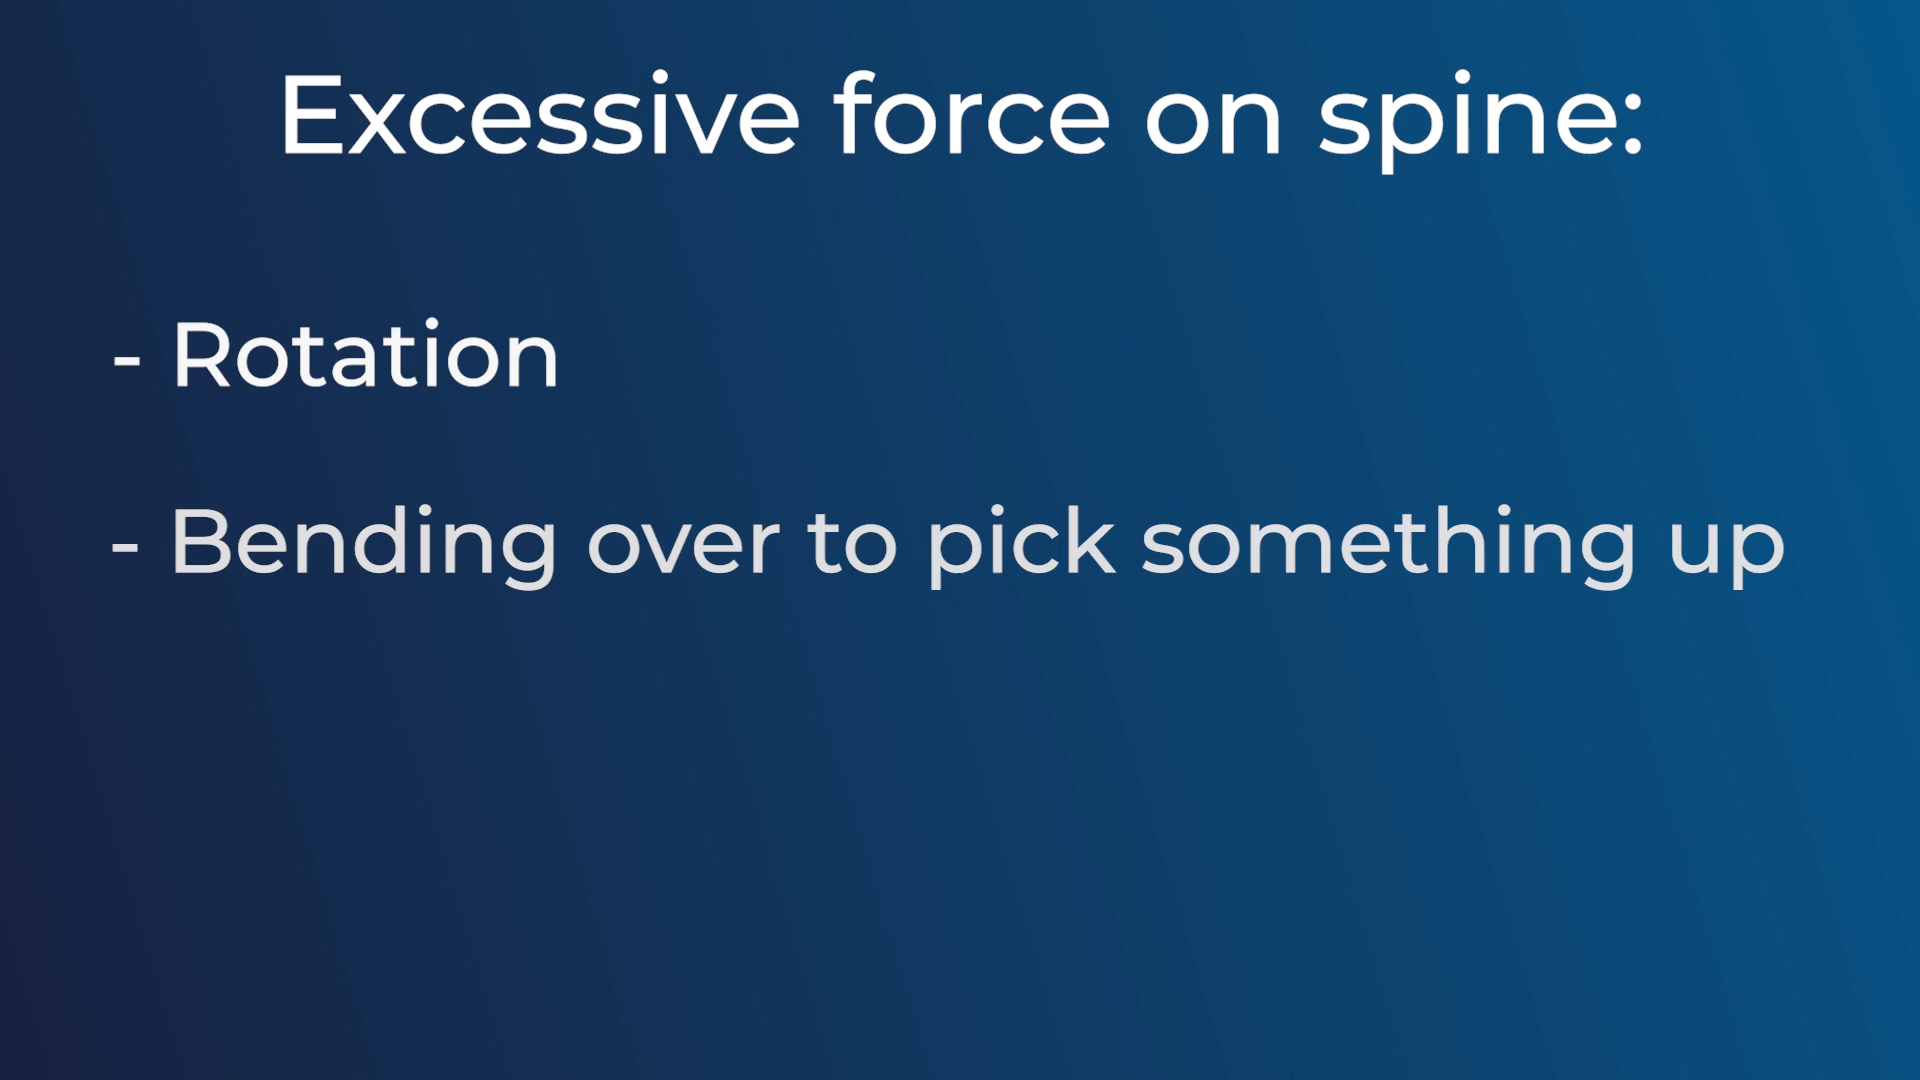 Excessive force on spine:
- Rotation
- Bending over to pick something up